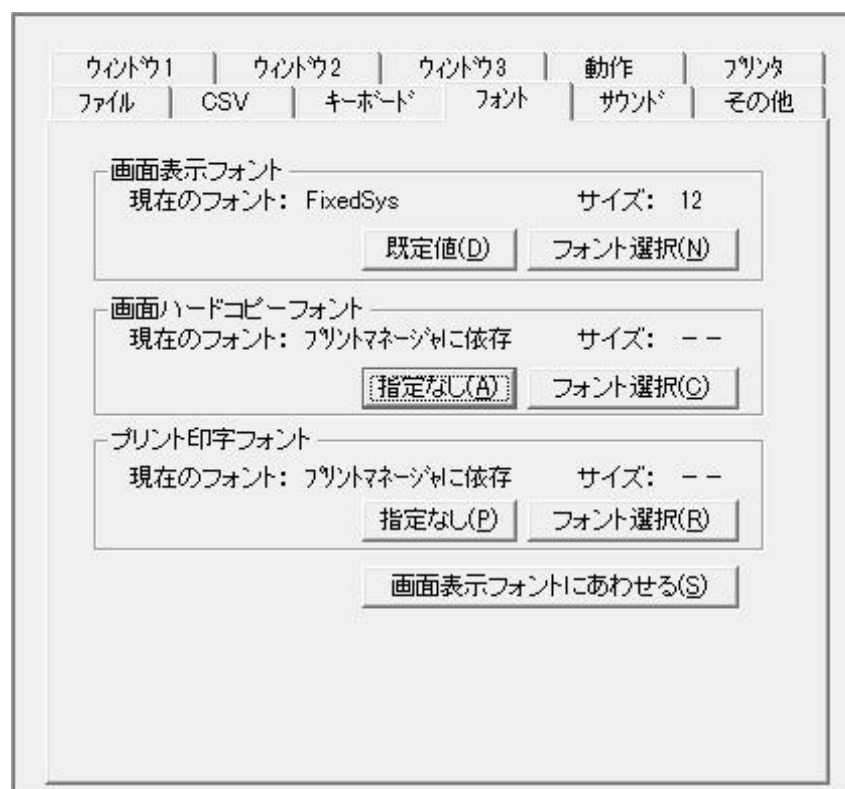 ｳｨﾝﾄﾞｳ1 ｳｨﾝﾄﾞｳ2 ｳｨﾝﾄﾞｳ3 動作 ﾌﾟﾘﾝﾀ
ﾌｧｲﾙ CSV ｷｰﾎﾞｰﾄﾞ ﾌｫﾝﾄ ｻｳﾝﾄﾞ その他
画面表示フォント
現在のフォント： FixedSys サイズ： 12
既定値(D) フォント選択(N)
画面ハードコピーフォント
現在のフォント： ﾌﾟﾘﾝﾄﾏﾈｰｼﾞｬに依存 サイズ： －－
指定なし(A) フォント選択(C)
プリント印字フォント
現在のフォント： ﾌﾟﾘﾝﾄﾏﾈｰｼﾞｬに依存 サイズ： －－
指定なし(P) フォント選択(R)
画面表示フォントにあわせる(S)